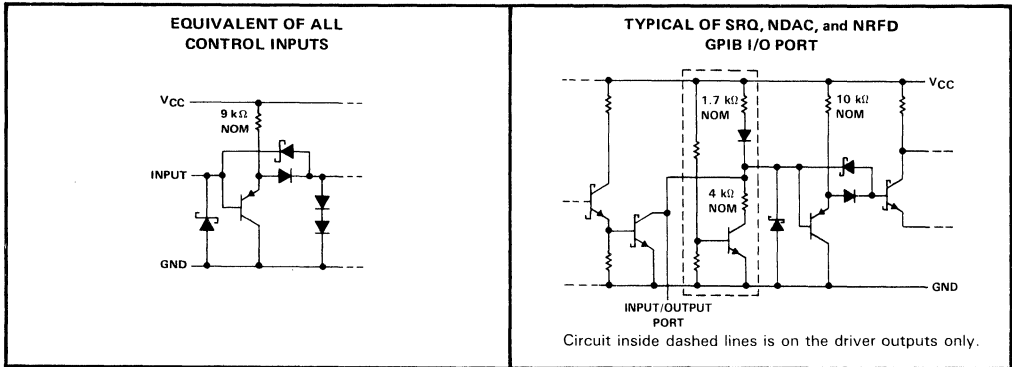 EQUIVALENT OF ALL
CONTROL INPUTS
VCC
9 kΩ
NOM
INPUT
GND
TYPICAL OF SRQ, NDAC, and NRFD
GPIB I/O PORT
VCC
1.7 kΩ
NOM
10 kΩ
NOM
4 kΩ
NOM
GND
INPUT/OUTPUT
PORT
Circuit inside dashed lines is on the driver outputs only.